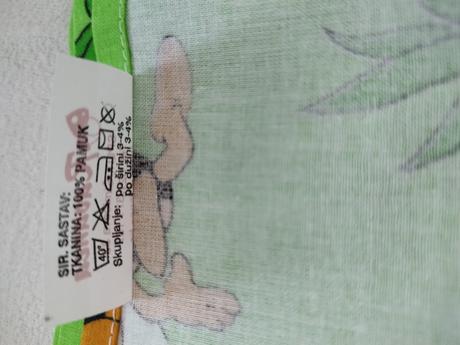 SIR. SASTAV:
TKANINA: 100% PAMUK
40°
Skupljanje: po širini 3-4%
po dužini 3-4%